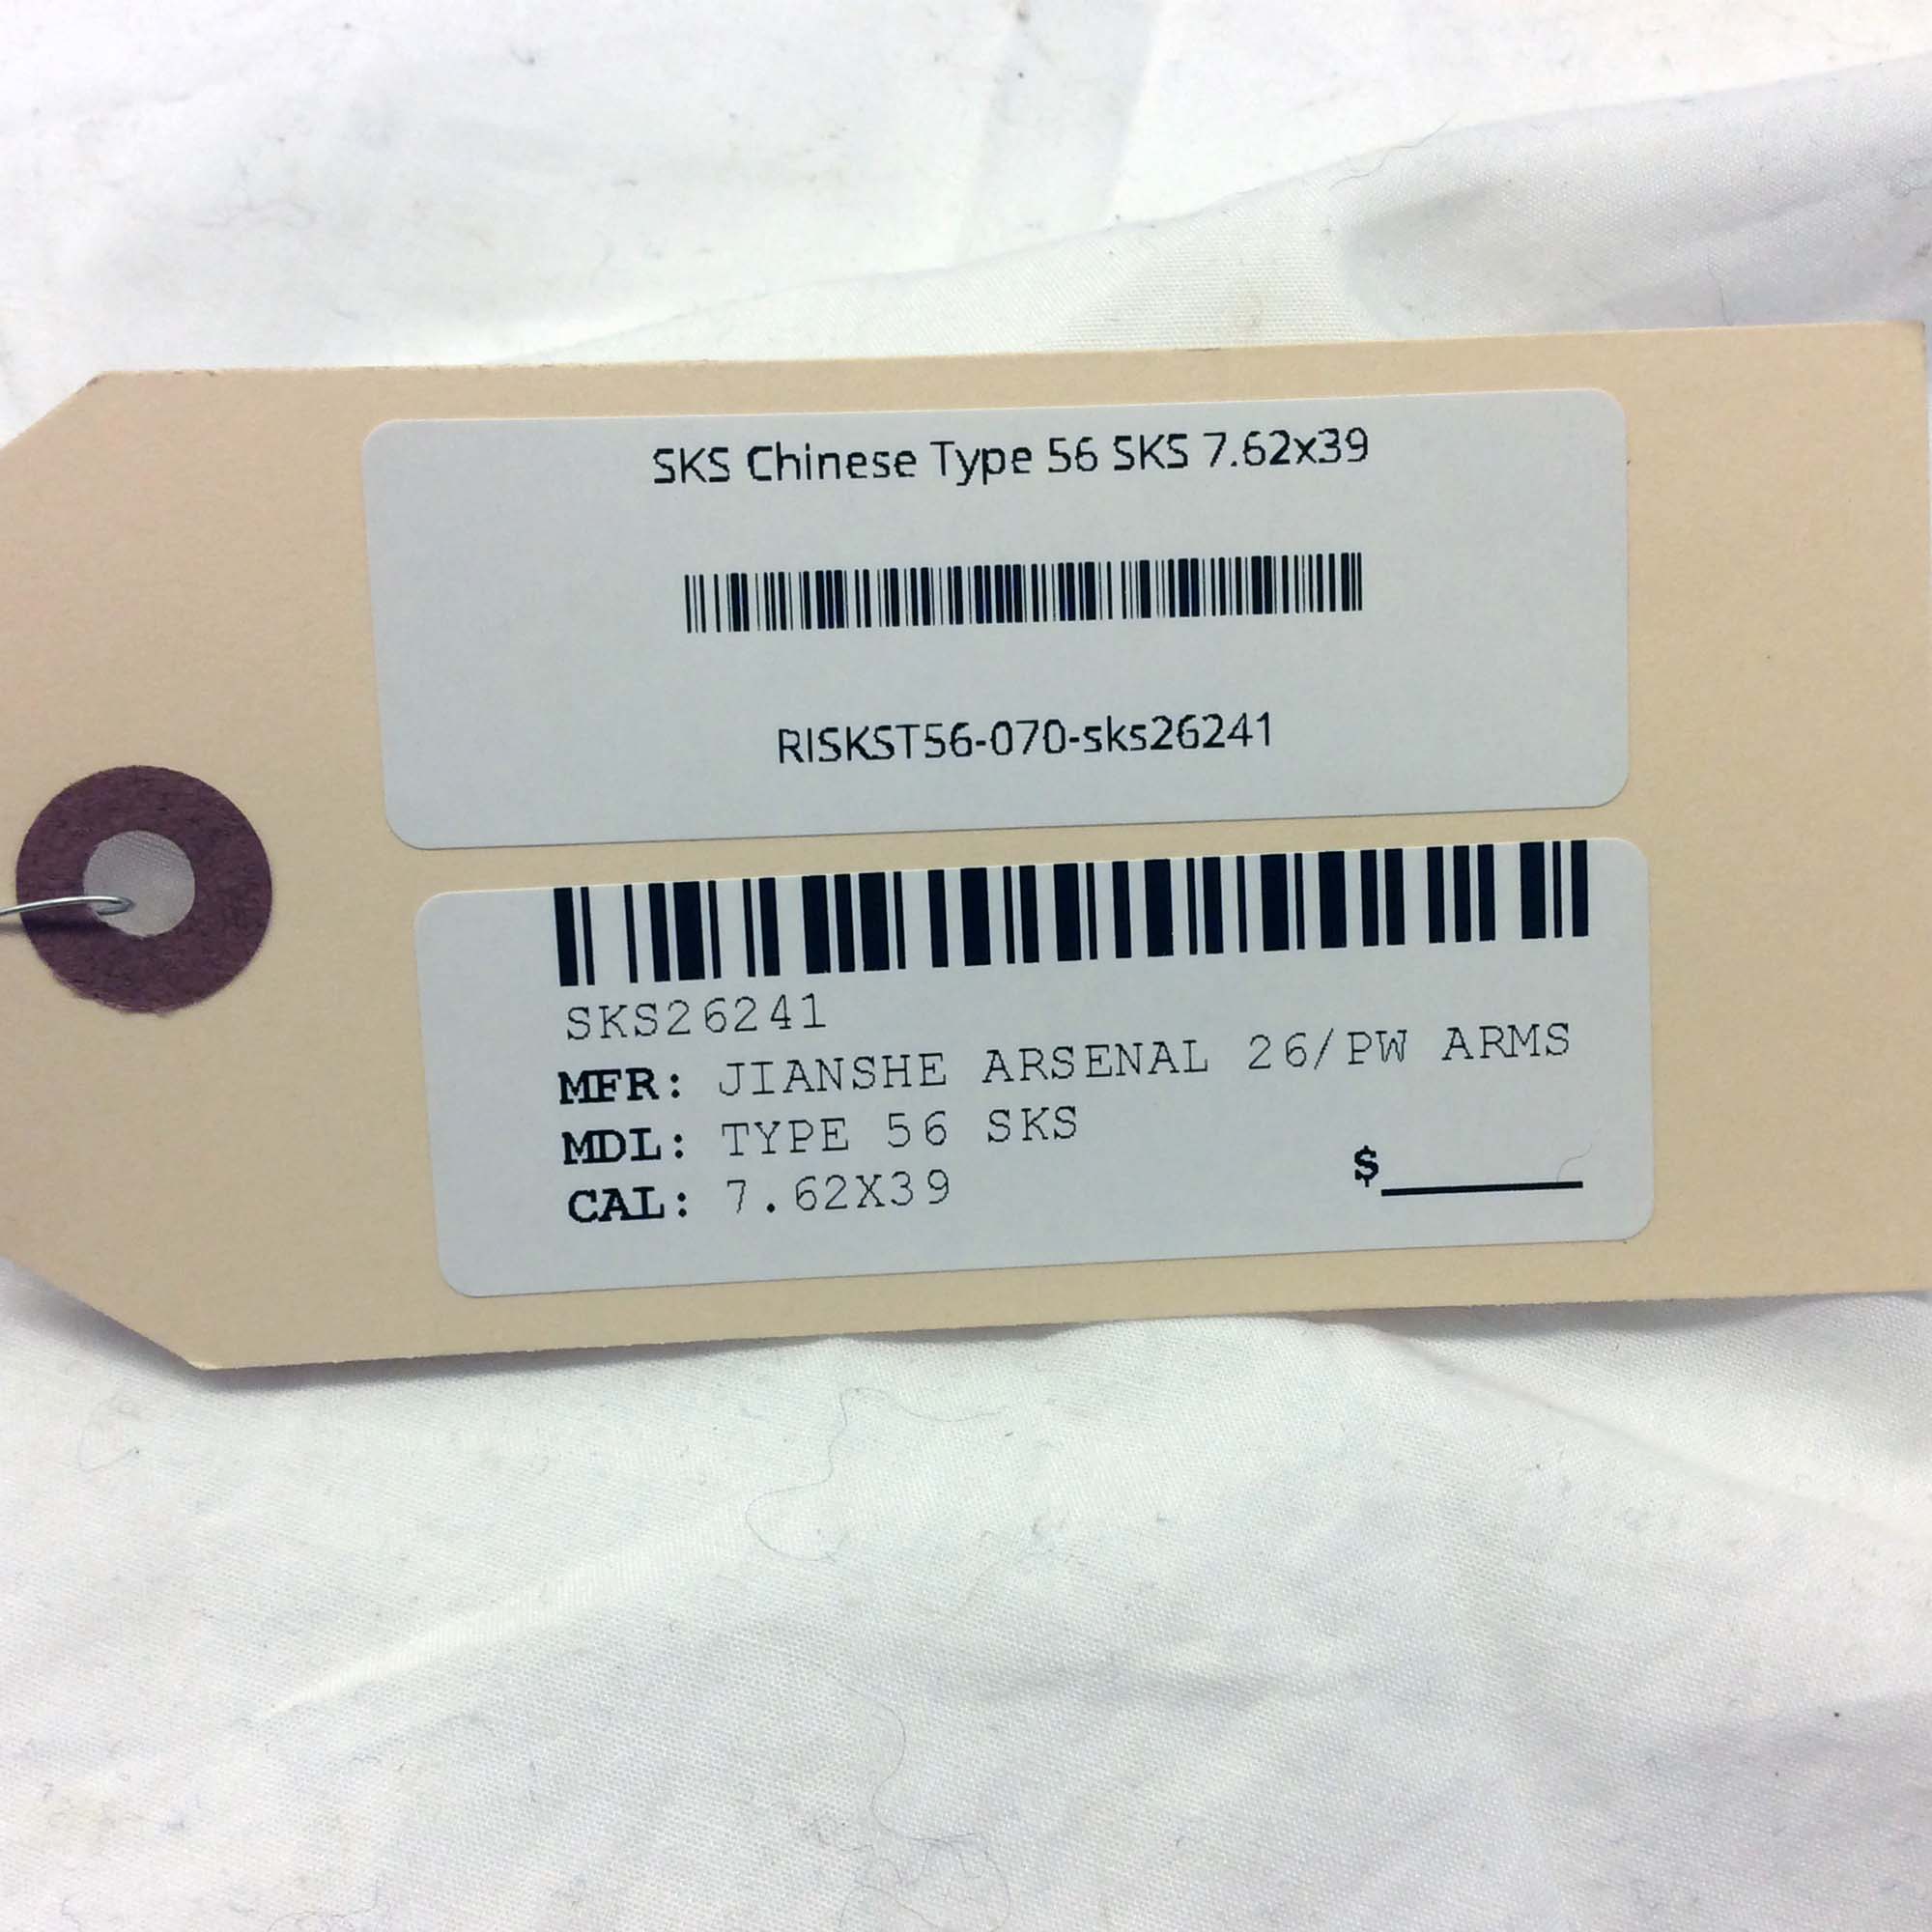 SKS Chinese Type 56 SKS 7.62x39
RISKST56-070-sks26241
SKS26241
MFR: JIANSHE ARSENAL 26/PW ARMS
MDL: TYPE 56 SKS
CAL: 7.62X39
$______